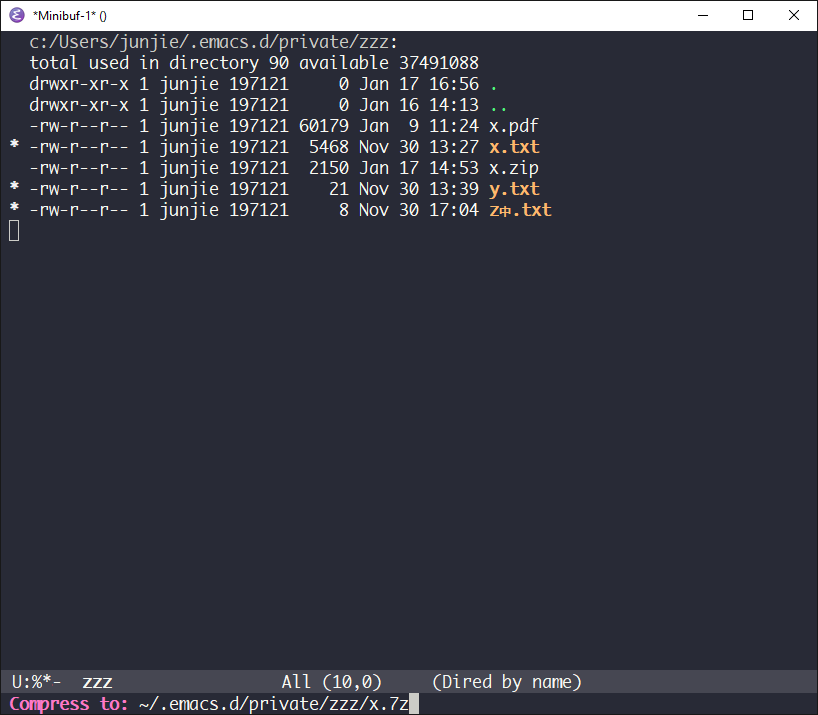 *Minibuf-1* ()
c:/Users/junjie/.emacs.d/private/zzz:
total used in directory 90 available 37491088
drwxr-xr-x 1 junjie 197121     0 Jan 17 16:56 .
drwxr-xr-x 1 junjie 197121     0 Jan 16 14:13 ..
-rw-r--r-- 1 junjie 197121 60179 Jan  9 11:24 x.pdf
* -rw-r--r-- 1 junjie 197121  5468 Nov 30 13:27 x.txt
-rw-r--r-- 1 junjie 197121  2150 Jan 17 14:53 x.zip
* -rw-r--r-- 1 junjie 197121    21 Nov 30 13:39 y.txt
* -rw-r--r-- 1 junjie 197121     8 Nov 30 17:04 z中.txt
U:%*-  zzz                 All (10,0)     (Dired by name)
Compress to: ~/.emacs.d/private/zzz/x.7z